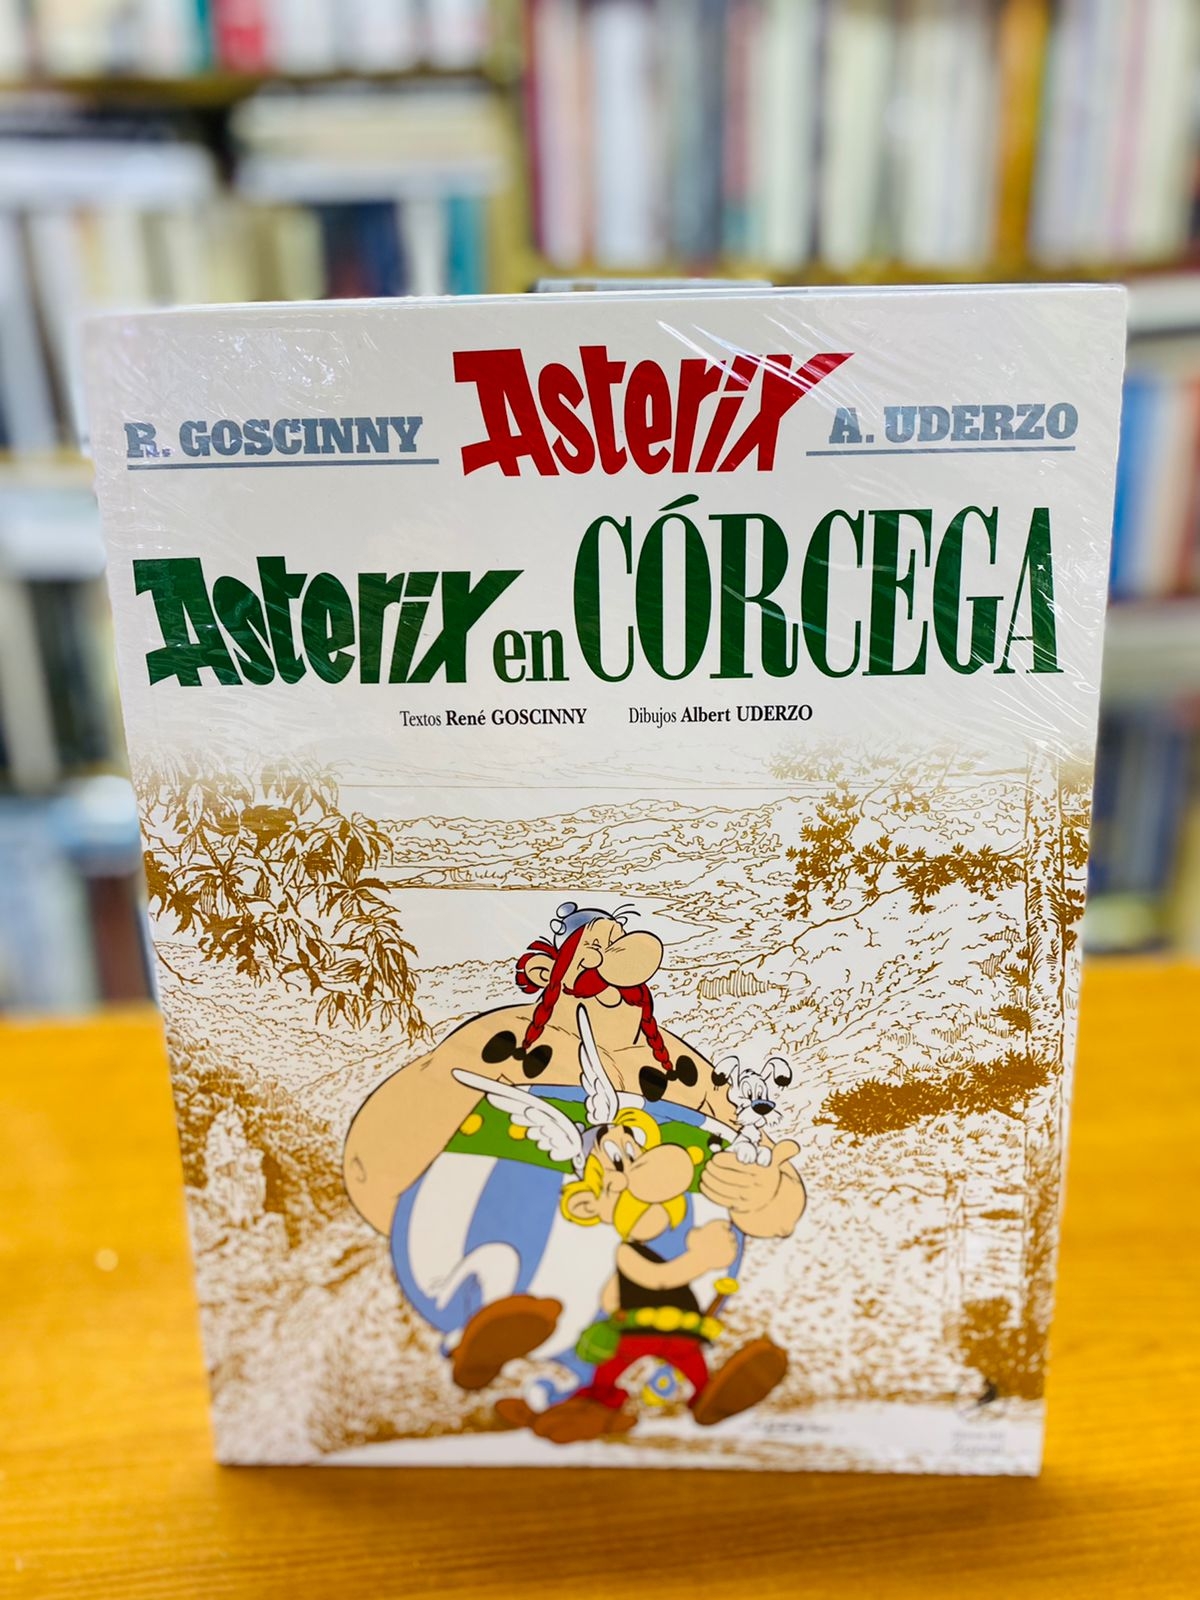 R. GOSCINNY Asterix A. UDERZO
Asterix en CÓRCEGA
Textos René GOSCINNY Dibujos Albert UDERZO